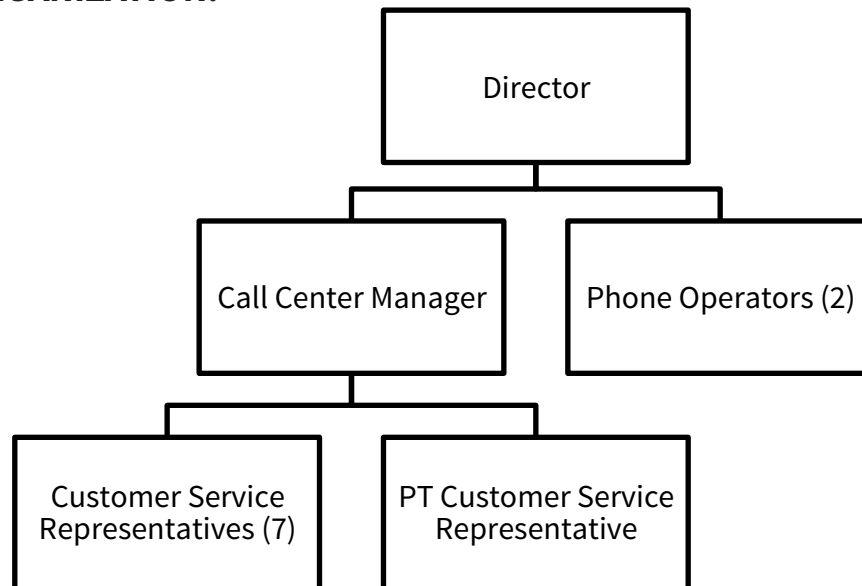 Director
Call Center Manager
Phone Operators (2)
Customer Service
Representatives (7)
PT Customer Service
Representative